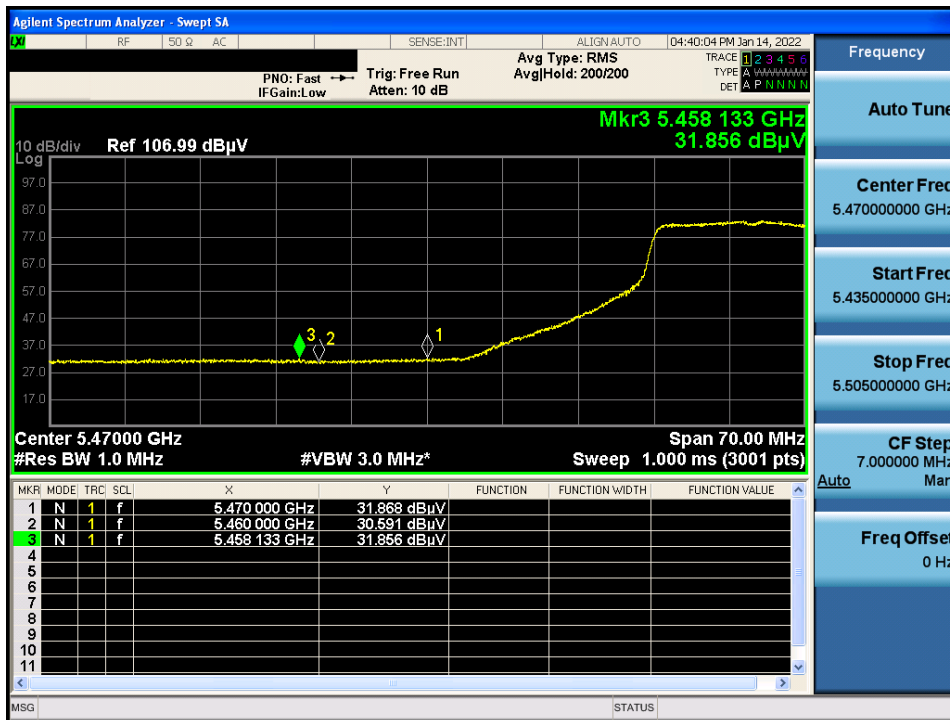 Agilent Spectrum Analyzer - Swept SA
LXI RF 50 Ω AC SENSE:INT ALIGN AUTO 04:40:04 PM Jan 14, 2022
Frequency
PNO: Fast
IFGain:Low
Trig: Free Run
Atten: 10 dB
Avg Type: RMS
Avg|Hold: 200/200
TRACE 1 2 3 4 5 6
TYPE A WWWWW
DET A P N N N N
Auto Tune
Mkr3 5.458 133 GHz
31.856 dBµV
10 dB/div Ref 106.99 dBµV
Log
97.0
87.0
77.0
67.0
57.0
47.0
37.0
27.0
17.0
3 2 1
Center Freq
5.470000000 GHz
Start Freq
5.435000000 GHz
Stop Freq
5.505000000 GHz
Center 5.47000 GHz Span 70.00 MHz
#Res BW 1.0 MHz #VBW 3.0 MHz* Sweep 1.000 ms (3001 pts)
CF Step
7.000000 MHz
Auto Man
Freq Offset
0 Hz
MKR MODE TRC SCL X Y FUNCTION FUNCTION WIDTH FUNCTION VALUE
1 N 1 f 5.470 000 GHz 31.868 dBµV
2 N 1 f 5.460 000 GHz 30.591 dBµV
3 N 1 f 5.458 133 GHz 31.856 dBµV
4
5
6
7
8
9
10
11
MSG STATUS